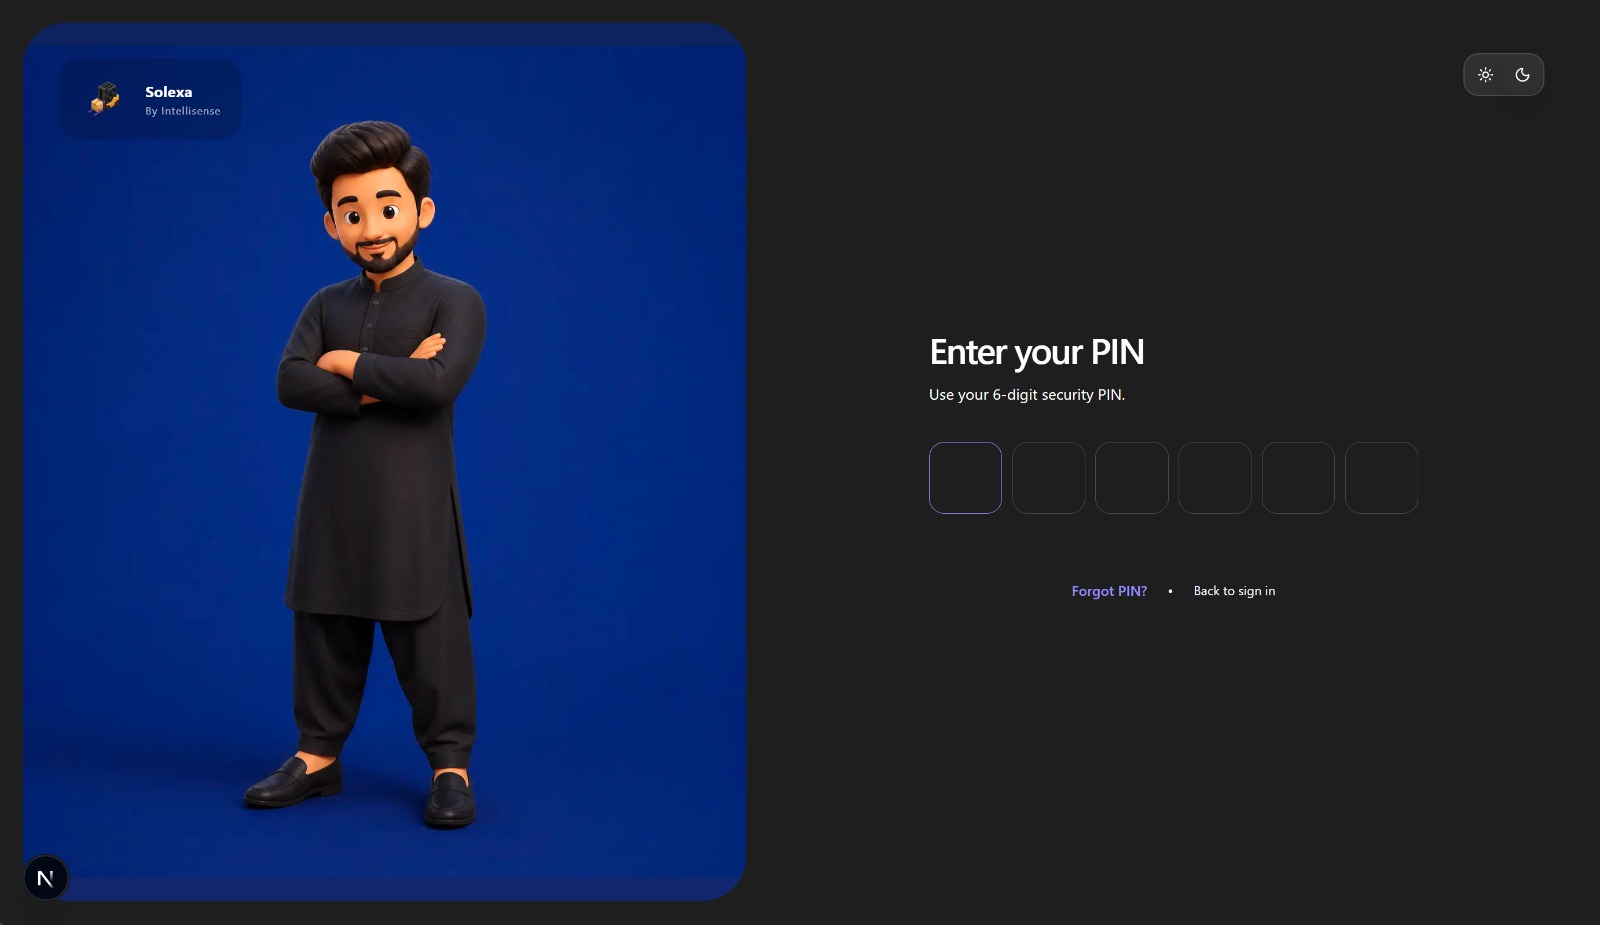 Solexa
By Intellisense
Enter your PIN
Use your 6-digit security PIN.
Forgot PIN? • Back to sign in
N